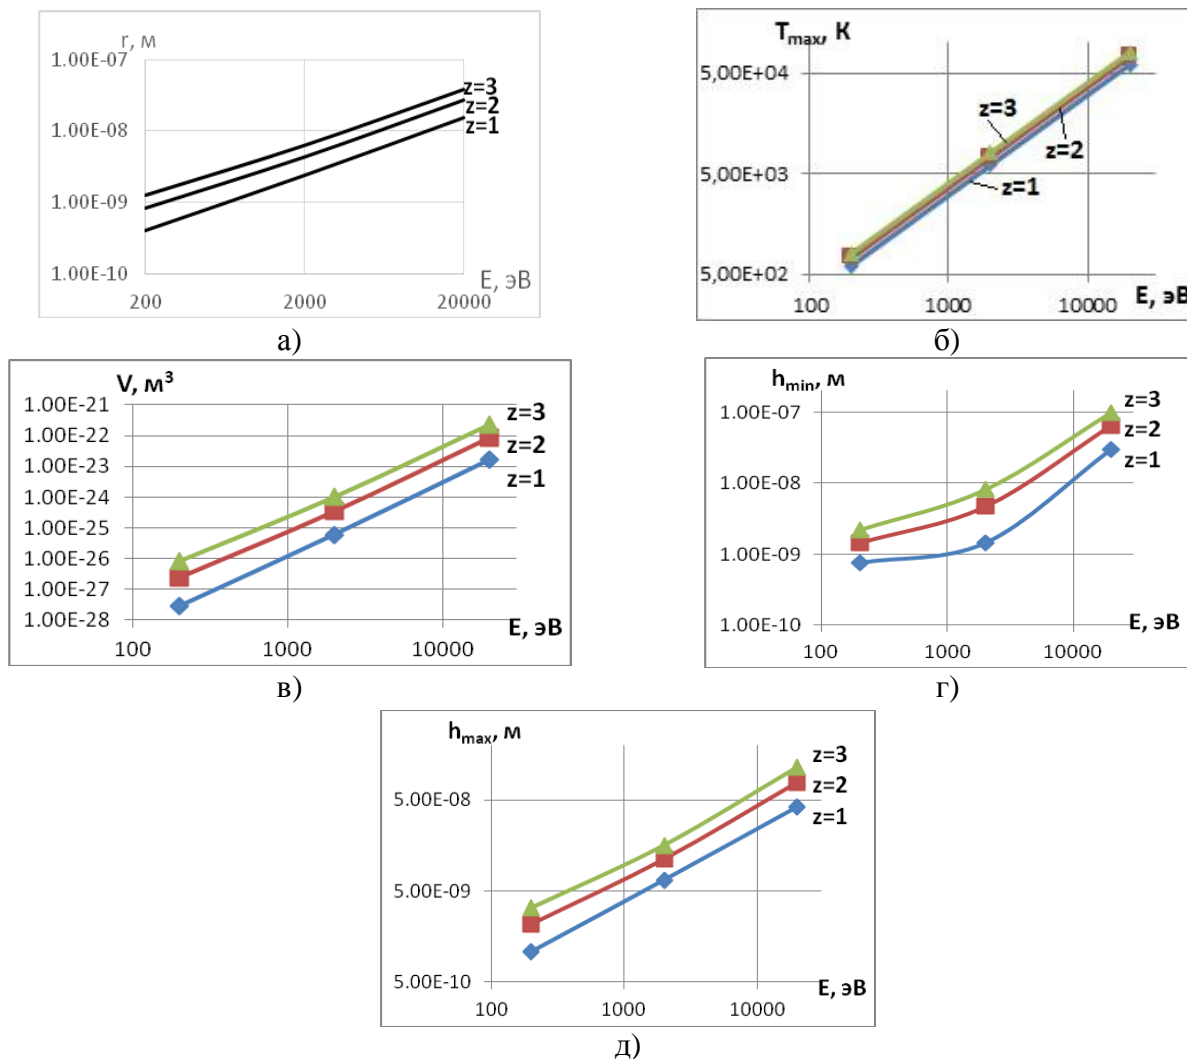 r, м
1.00E-07
1.00E-08
1.00E-09
1.00E-10
z=3
z=2
z=1
E, эВ
200
2000
20000
а)
Tmax, К
5,00E+04
5,00E+03
5,00E+02
z=3
z=2
z=1
100
1000
10000
E, эВ
б)
V, м³
1.00E-21
1.00E-22
1.00E-23
1.00E-24
1.00E-25
1.00E-26
1.00E-27
1.00E-28
z=3
z=2
z=1
E, эВ
100
1000
10000
в)
hmin, м
1.00E-07
1.00E-08
1.00E-09
1.00E-10
z=3
z=2
z=1
E, эВ
100
1000
10000
г)
hmax, м
5.00E-08
5.00E-09
5.00E-10
z=3
z=2
z=1
E, эВ
100
1000
10000
д)